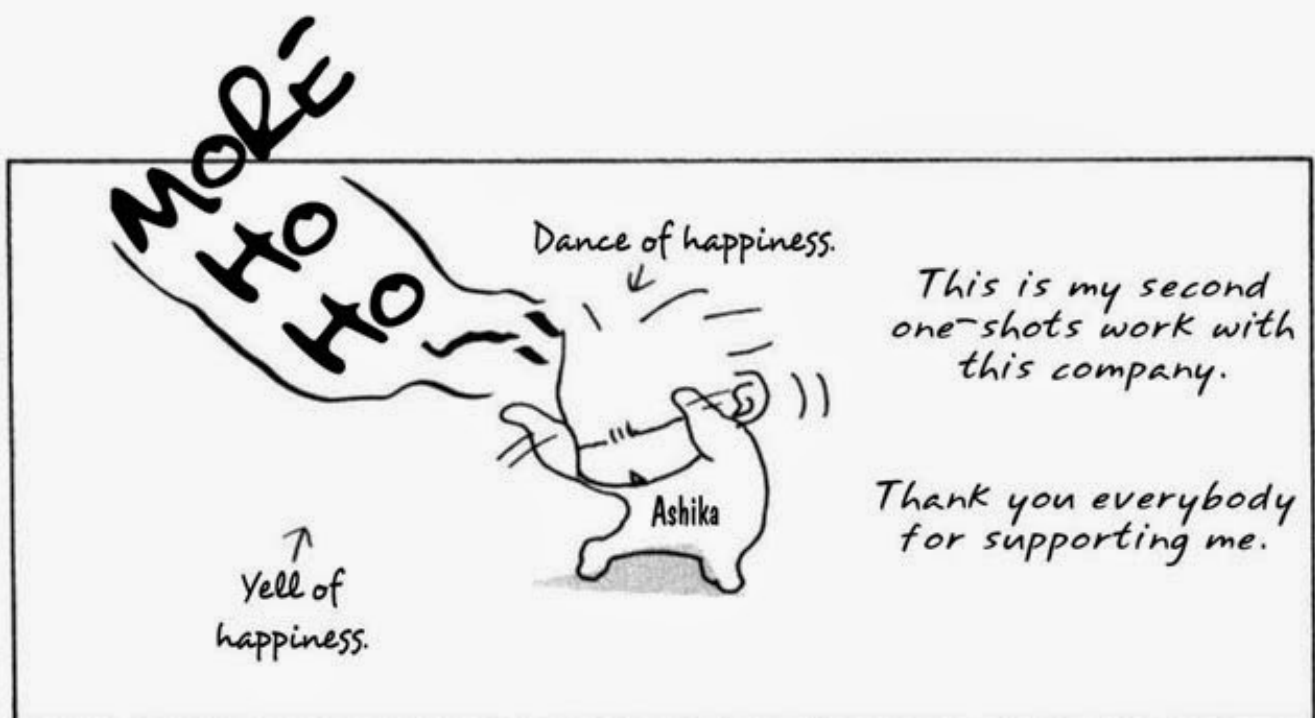 MORE
HO
HO
Dance of happiness.
This is my second
one-shots work with
this company.
Thank you everybody
for supporting me.
Ashika
Yell of
happiness.